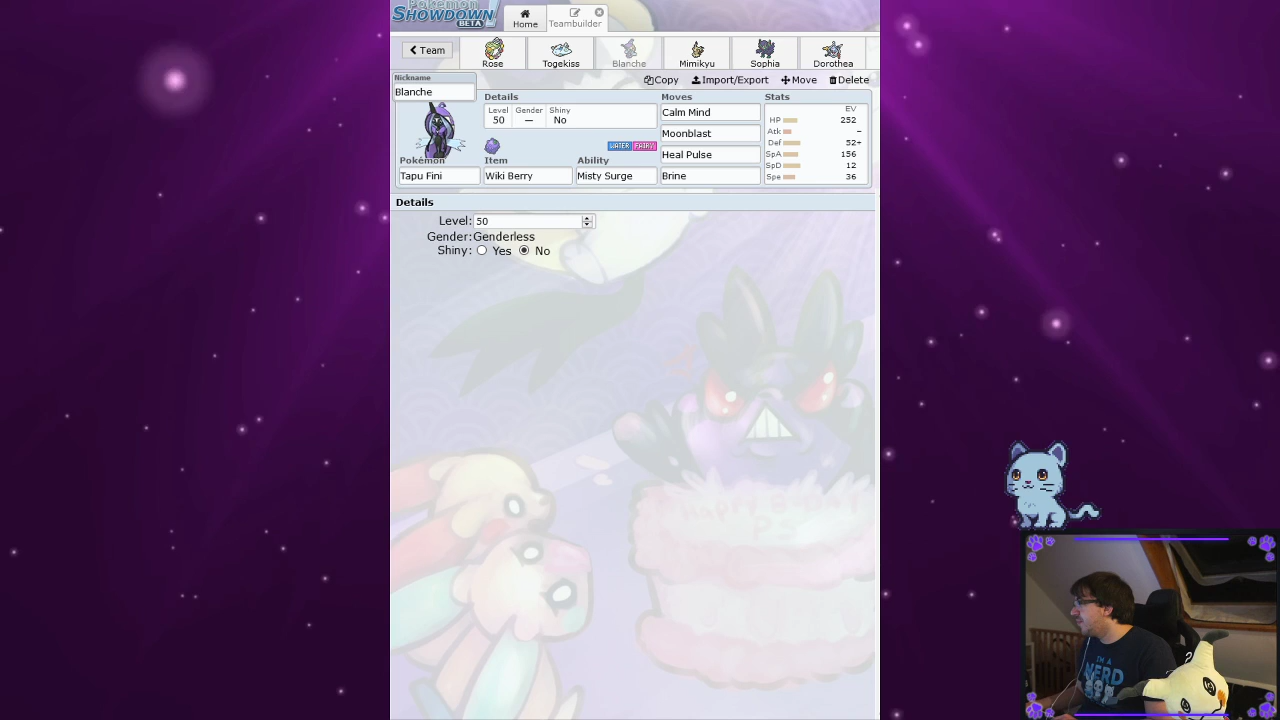 Pokémon
SHOWDOWN
BETA
Home
Teambuilder
Team
Rose
Togekiss
Blanche
Mimikyu
Sophia
Dorothea
Copy
Import/Export
Move
Delete
Nickname
Blanche
Details
Level
50
Gender
—
Shiny
No
WATER
FAIRY
Pokémon
Tapu Fini
Item
Wiki Berry
Ability
Misty Surge
Moves
Calm Mind
Moonblast
Heal Pulse
Brine
Stats
EV
HP 252
Atk –
Def 52+
SpA 156
SpD 12
Spe 36
Details
Level: 50
Gender: Genderless
Shiny: Yes No
I'M A
NERD